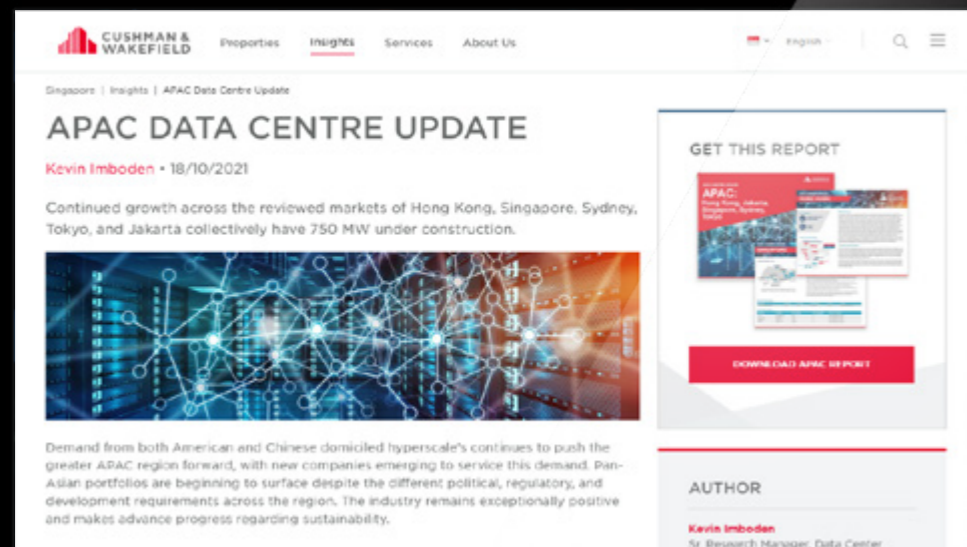 CUSHMAN &
WAKEFIELD
Properties Insights Services About Us English
Singapore | Insights | APAC Data Centre Update
APAC DATA CENTRE UPDATE
Kevin Imboden • 18/10/2021
Continued growth across the reviewed markets of Hong Kong, Singapore, Sydney,
Tokyo, and Jakarta collectively have 750 MW under construction.
Demand from both American and Chinese domiciled hyperscale's continues to push the
greater APAC region forward, with new companies emerging to service this demand. Pan-
Asian portfolios are beginning to surface despite the different political, regulatory, and
development requirements across the region. The industry remains exceptionally positive
and makes advance progress regarding sustainability.
GET THIS REPORT
APAC:
Hong Kong, Jakarta,
Singapore, Sydney,
Tokyo
DOWNLOAD APAC REPORT
AUTHOR
Kevin Imboden
Sr. Research Manager, Data Center